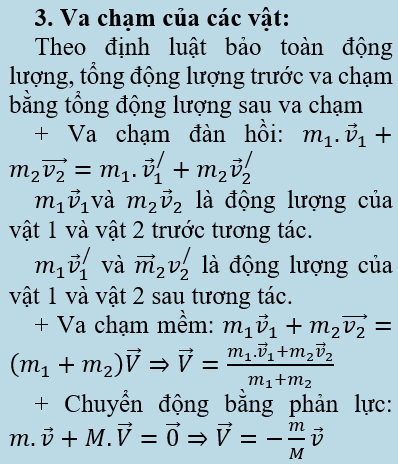 3. Va chạm của các vật:
Theo định luật bảo toàn động
lượng, tổng động lượng trước va chạm
bằng tổng động lượng sau va chạm
+ Va chạm đàn hồi: $m_1.\vec{v}_1 +$
$m_2\overrightarrow{v_2} = m_1.\vec{v}_1^{/} + m_2\vec{v}_2^{/}$
$m_1\vec{v}_1$và $m_2\vec{v}_2$ là động lượng của
vật 1 và vật 2 trước tương tác.
$m_1\vec{v}_1^{/}$ và $\vec{m}_2v_2^{/}$ là động lượng của
vật 1 và vật 2 sau tương tác.
+ Va chạm mềm: $m_1\vec{v}_1 + m_2\overrightarrow{v_2} =$
$(m_1 + m_2)\vec{V} \Rightarrow \vec{V} = \frac{m_1.\vec{v}_1+m_2\vec{v}_2}{m_1+m_2}$
+ Chuyển động bằng phản lực:
$m.\vec{v} + M.\vec{V} = \vec{0} \Rightarrow \vec{V} = -\frac{m}{M}\vec{v}$